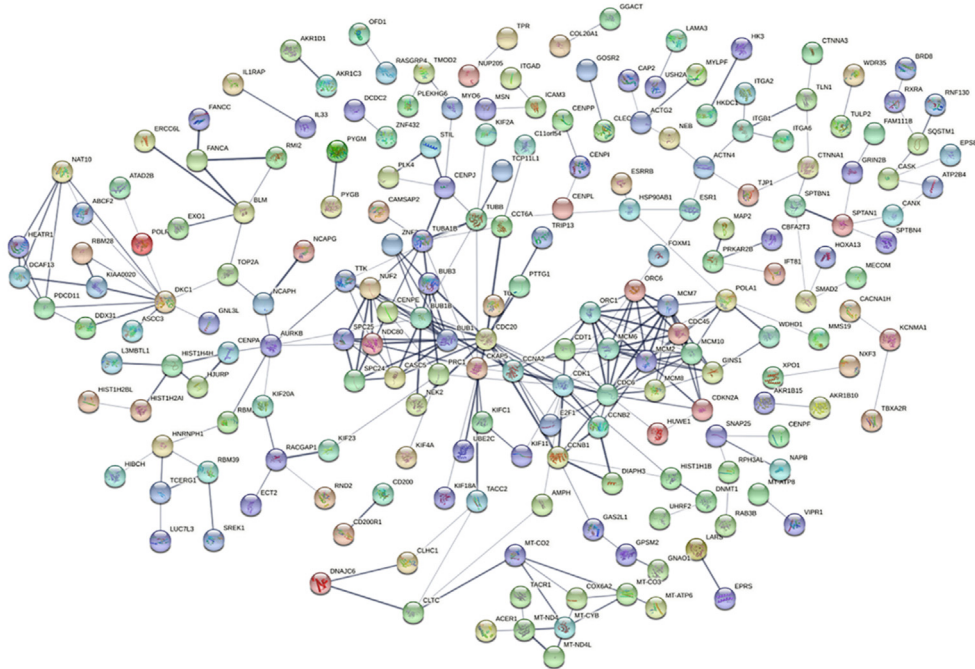 GGACT
OFD1
TPR
COL20A1
LAMA3
HK3
CTNNA3
AKR1D1
NUP205
RASGRP4
TMOD2
ITGAD
GOSR2
CAP2
USH2A
MYLPF
WDR35
BRD8
AKR1C3
IL1RAP
ITGA2
TLN1
RXRA
RNF130
PLEKHG6
MYO6
MSN
ICAM3
DCDC2
FANCC
ACTG2
HKDC1
CENPP
ITGB1
ITGA6
TULP2
FAM111B
IL33
ZNF432
KIF2A
SQSTM1
ERCC6L
FANCA
RMI2
PYGM
STIL
C11orf54
NEB
CTNNA1
NAT10
PLK4
TCP11L1
CENPI
ACTN4
GRIN2B
CASK
ATP2B4
ATAD2B
PYGB
CENPJ
ESRRB
TJP1
ABCF2
EXO1
BLM
CAMSAP2
TUBB
CENPL
HSP90AB1
ESR1
SPTBN1
CANX
MAP2
SPTAN1
CCT6A
TRIP13
CBFA2T3
SPTBN4
HEATR1
RBM28
TUBA1B
NCAPG
FOXM1
PRKAR2B
HOXA13
DCAF13
KIAA0020
TOP2A
BUB3
IFT81
MECOM
TTK
NUF2
PTTG1
ORC6
SMAD2
PDCD11
DKC1
NCAPH
CENPE
BUB1B
ORC1
MCM7
POLA1
CACNA1H
DDX31
ASCC3
GNL3L
SPC25
NDC80
BUB1
CDC20
CDC45
WDHD1
MMS19
KCNMA1
AURKB
MCM6
MCM10
L3MBTL1
HIST1H4H
CENPA
CDT1
MCM2
GINS1
SPC24
CASC5
PRC1
CKAP5
CCNA2
XPO1
NXF3
HJURP
CDK1
CDC6
MCM8
HIST1H2BL
HIST1H2AI
NEK2
CDKN2A
AKR1B15
AKR1B10
TBXA2R
KIF20A
KIFC1
E2F1
CCNB2
HUWE1
SNAP25
CENPF
HNRNPH1
RACGAP1
KIF23
KIF4A
UBE2C
KIF11
CCNB1
HIBCH
RBM39
DIAPH3
HIST1H1B
RPH3AL
NAPB
TCERG1
ECT2
RND2
CD200
KIF18A
TACC2
AMPH
DNMT1
MT-ATP8
UHRF2
RAB3B
VIPR1
LUC7L3
SREK1
CD200R1
GAS2L1
CLHC1
MT-CO2
GPSM2
GNAO1
LARS
DNAJC6
CLTC
TACR1
COX6A2
MT-CO3
MT-ATP6
EPRS
ACER1
MT-ND4
MT-CYB
MT-ND4L